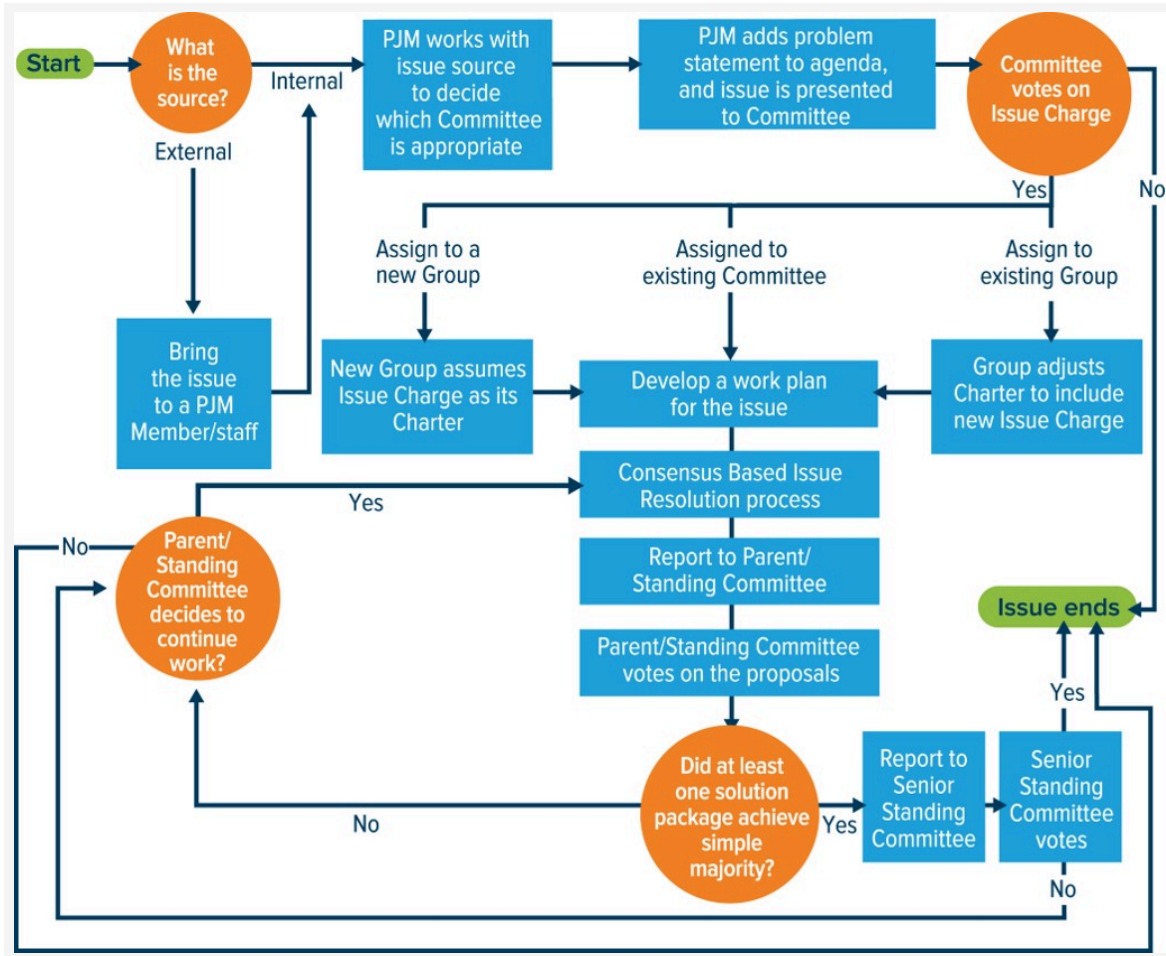 Start
What
is the
source?
Internal
External
PJM works with
issue source
to decide
which Committee
is appropriate
PJM adds problem
statement to agenda,
and issue is presented
to Committee
Committee
votes on
Issue Charge
Yes
No
Assign to a
new Group
Assigned to
existing Committee
Assign to
existing Group
Bring
the issue
to a PJM
Member/staff
New Group assumes
Issue Charge as its
Charter
Develop a work plan
for the issue
Group adjusts
Charter to include
new Issue Charge
Consensus Based Issue
Resolution process
Yes
No
Parent/
Standing
Committee
decides to
continue
work?
Report to Parent/
Standing Committee
Issue ends
Parent/Standing Committee
votes on the proposals
Yes
Did at least
one solution
package achieve
simple
majority?
No
Yes
Report to
Senior
Standing
Committee
Senior
Standing
Committee
votes
No